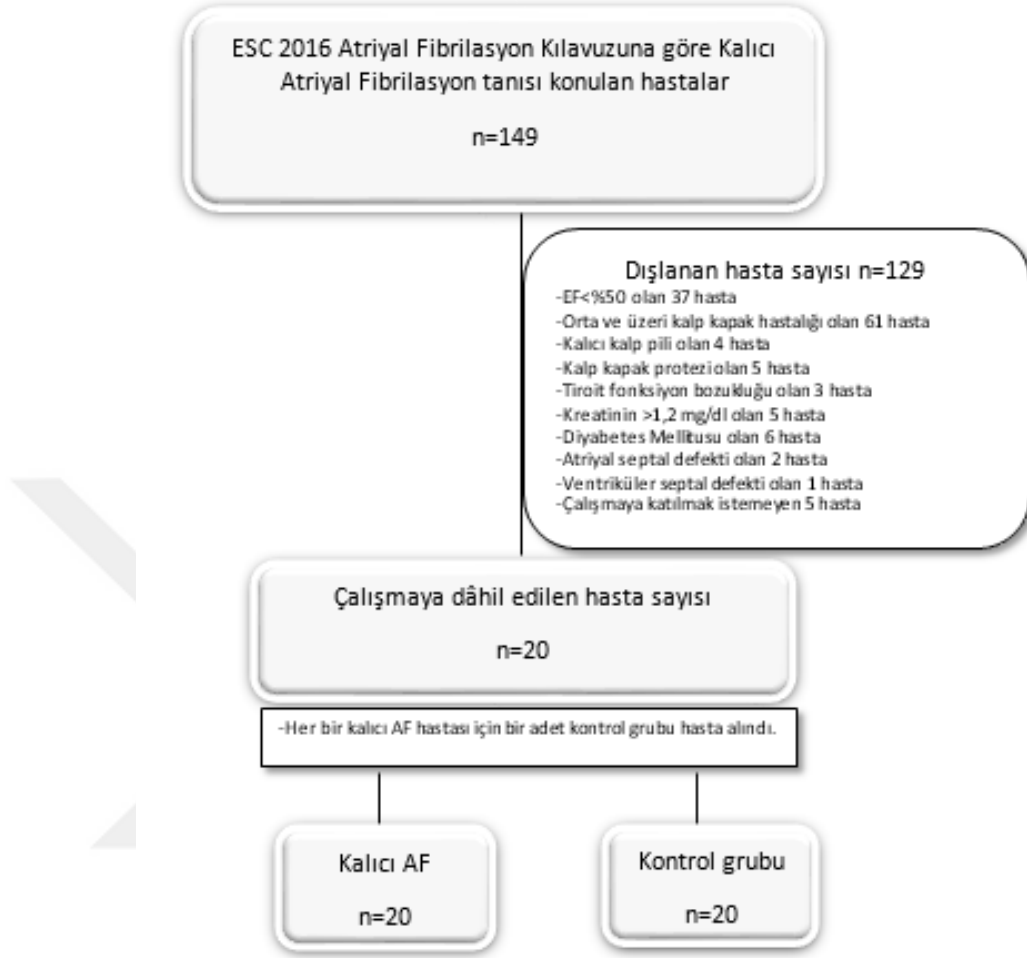 ESC 2016 Atriyal Fibrilasyon Kılavuzuna göre Kalıcı
Atriyal Fibrilasyon tanısı konulan hastalar
n=149
Dışlanan hasta sayısı n=129
-EF<%50 olan 37 hasta
-Orta ve üzeri kalp kapak hastalığı olan 61 hasta
-Kalıcı kalp pili olan 4 hasta
-Kalp kapak protezi olan 5 hasta
-Tiroit fonksiyon bozukluğu olan 3 hasta
-Kreatinin >1,2 mg/dl olan 5 hasta
-Diyabetes Mellitusu olan 6 hasta
-Atriyal septal defekti olan 2 hasta
-Ventriküler septal defekti olan 1 hasta
-Çalışmaya katılmak istemeyen 5 hasta
Çalışmaya dâhil edilen hasta sayısı
n=20
-Her bir kalıcı AF hastası için bir adet kontrol grubu hasta alındı.
Kalıcı AF
n=20
Kontrol grubu
n=20